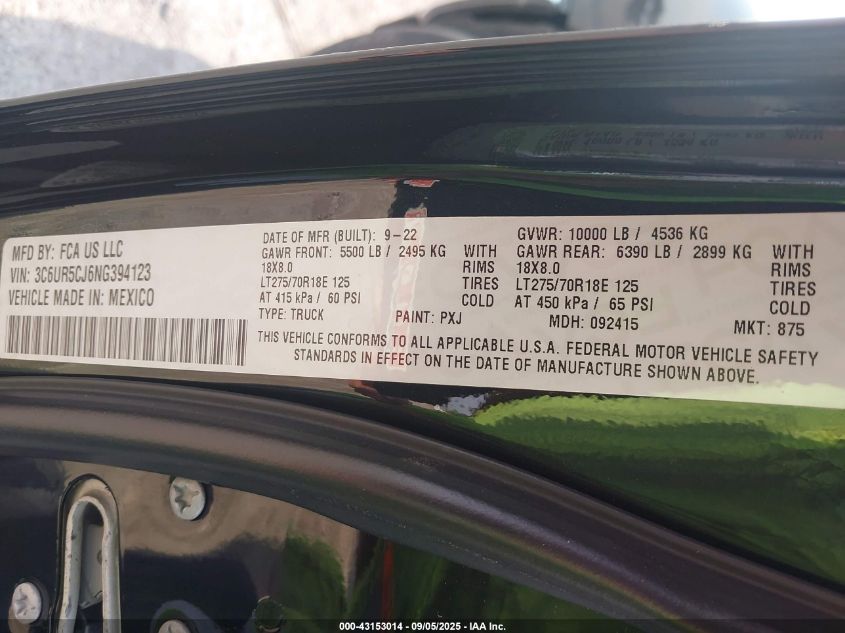 MFD BY: FCA US LLC
VIN: 3C6UR5CJ6NG394123
VEHICLE MADE IN: MEXICO
DATE OF MFR (BUILT): 9-22
GAWR FRONT: 5500 LB / 2495 KG WITH
18X8.0 RIMS
LT275/70R18E 125 TIRES
AT 415 kPa / 60 PSI COLD
TYPE: TRUCK PAINT: PXJ
GVWR: 10000 LB / 4536 KG
GAWR REAR: 6390 LB / 2899 KG WITH
18X8.0 RIMS
LT275/70R18E 125 TIRES
AT 450 kPa / 65 PSI COLD
MDH: 092415 MKT: 875
THIS VEHICLE CONFORMS TO ALL APPLICABLE U.S.A. FEDERAL MOTOR VEHICLE SAFETY
STANDARDS IN EFFECT ON THE DATE OF MANUFACTURE SHOWN ABOVE.
000-43153014 - 09/05/2025 - IAA Inc.